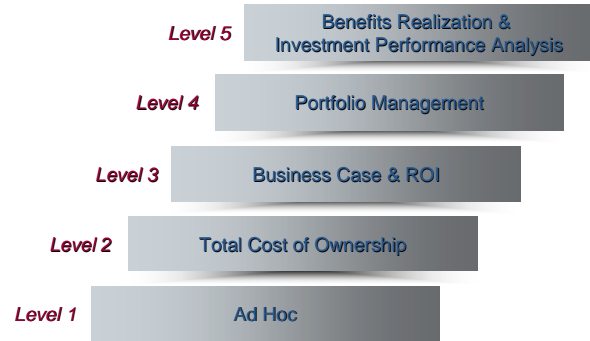 Level 5
Benefits Realization &
Investment Performance Analysis
Level 4
Portfolio Management
Level 3
Business Case & ROI
Level 2
Total Cost of Ownership
Level 1
Ad Hoc